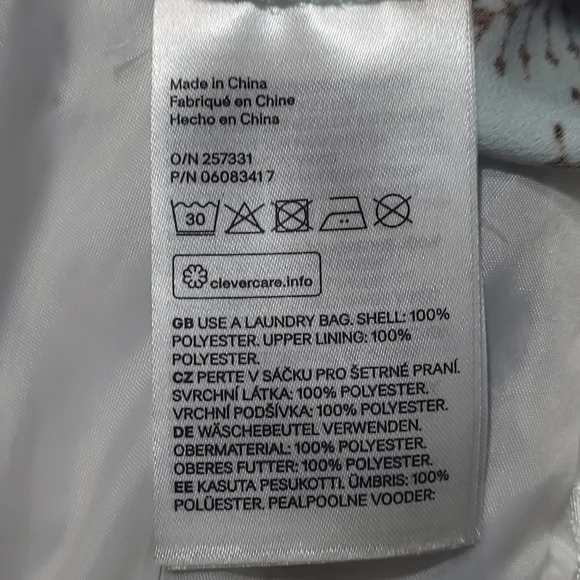 Made in China
Fabriqué en Chine
Hecho en China
O/N 257331
P/N 06083417
30
clevercare.info
GB USE A LAUNDRY BAG. SHELL: 100%
POLYESTER. UPPER LINING: 100%
POLYESTER.
CZ PERTE V SÁČKU PRO ŠETRNÉ PRANÍ.
SVRCHNÍ LÁTKA: 100% POLYESTER.
VRCHNÍ PODŠÍVKA: 100% POLYESTER.
DE WÄSCHEBEUTEL VERWENDEN.
OBERMATERIAL: 100% POLYESTER.
OBERES FUTTER: 100% POLYESTER.
EE KASUTA PESUKOTTI. ÜMBRIS: 100%
POLÜESTER. PEALPOOLNE VOODER: